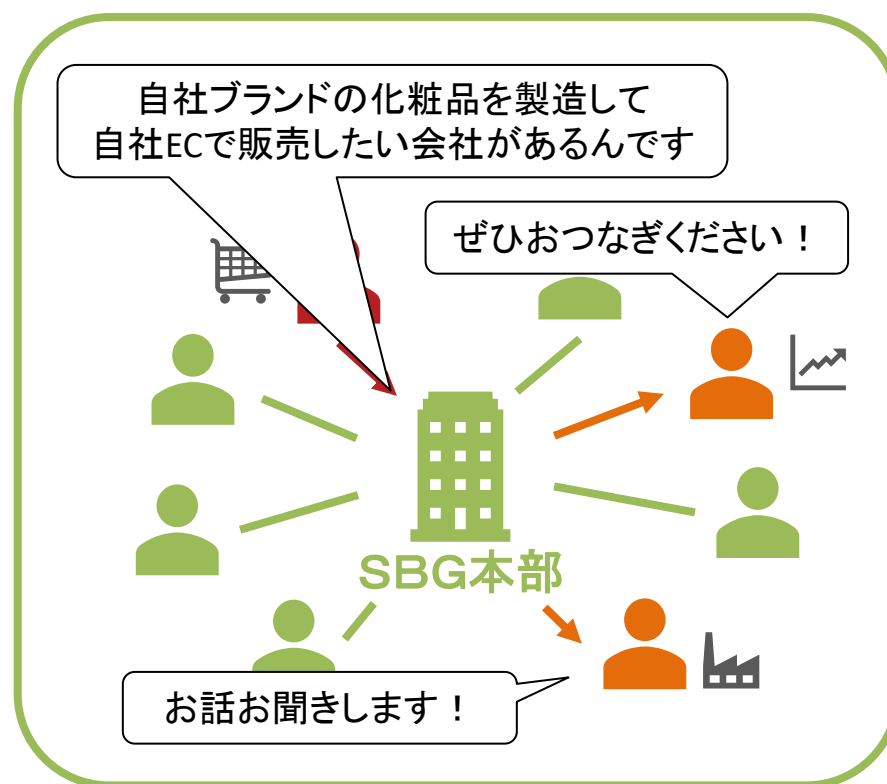 自社ブランドの化粧品を製造して
自社ECで販売したい会社があるんです
ぜひおつなぎください！
SBG本部
お話お聞きします！